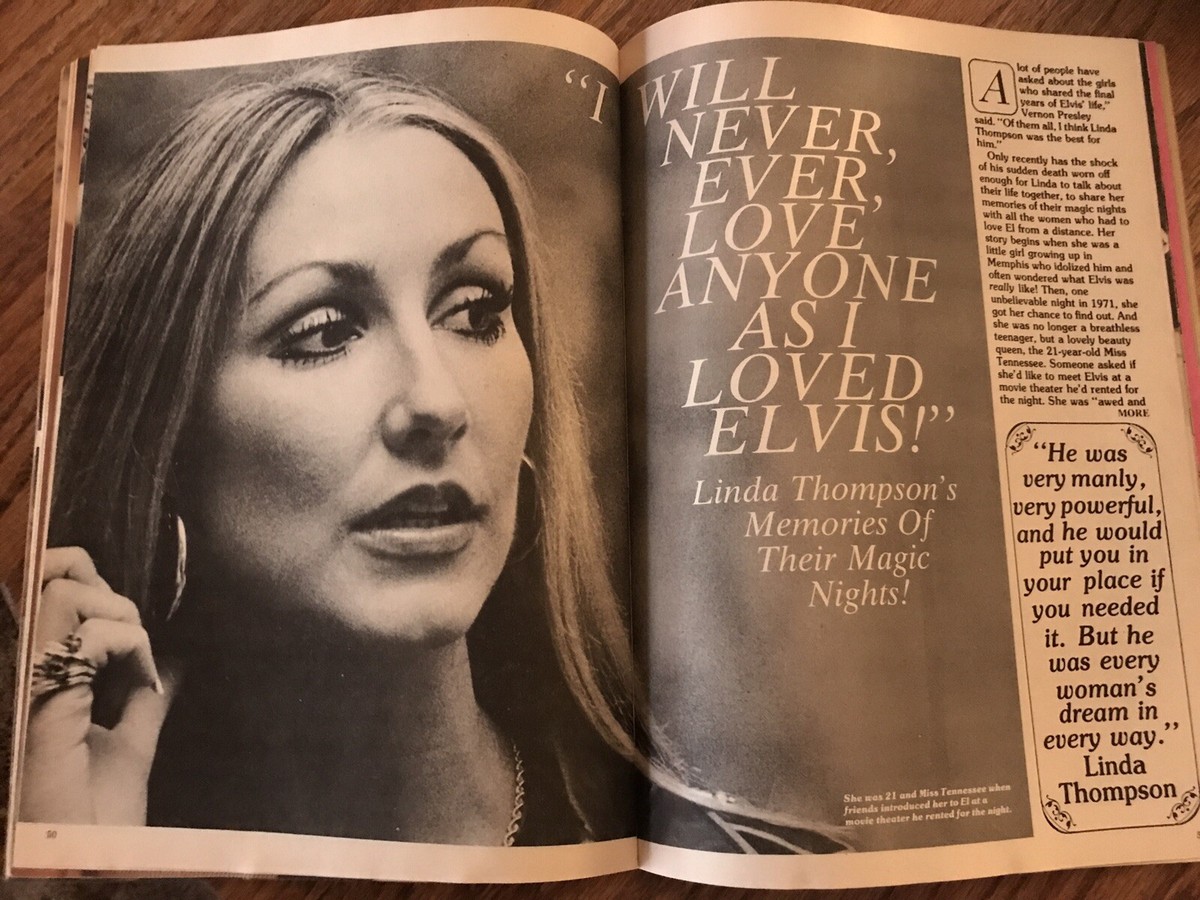 “I WILL
NEVER,
EVER,
LOVE
ANYONE
AS I
LOVED
ELVIS!”
Linda Thompson's
Memories Of
Their Magic
Nights!
She was 21 and Miss Tennessee when
friends introduced her to El at a
movie theater he rented for the night.
A lot of people have
asked about the girls
who shared the final
years of Elvis' life,”
Vernon Presley
said. “Of them all, I think Linda
Thompson was the best for
him.”
Only recently has the shock
of his sudden death worn off
enough for Linda to talk about
their life together, to share her
memories of their magic nights
with all the women who had to
love El from a distance. Her
story begins when she was a
little girl growing up in
Memphis who idolized him and
often wondered what Elvis was
really like! Then, one
unbelievable night in 1971, she
got her chance to find out. And
she was no longer a breathless
teenager, but a lovely beauty
queen, the 21-year-old Miss
Tennessee. Someone asked if
she'd like to meet Elvis at a
movie theater he'd rented for
the night. She was “awed and
MORE
“He was
very manly,
very powerful,
and he would
put you in
your place if
you needed
it. But he
was every
woman's
dream in
every way.”
Linda
Thompson